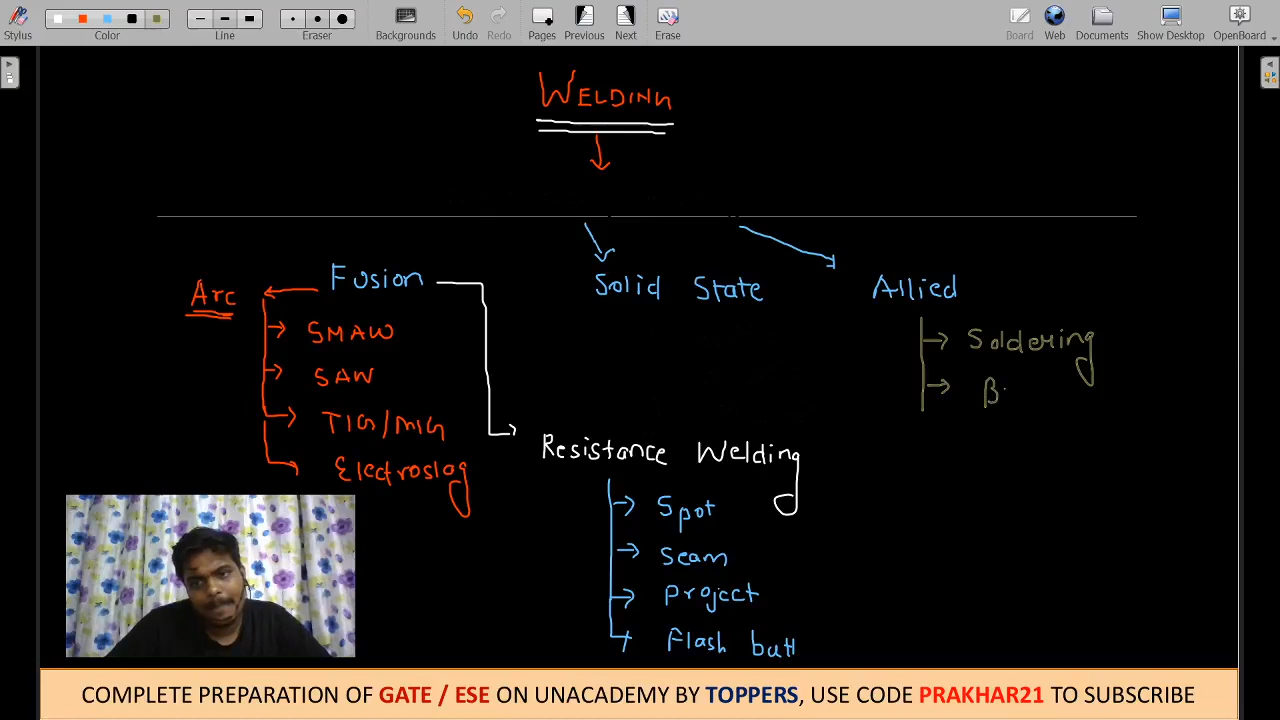 Stylus Color Line Eraser Backgrounds Undo Redo Pages Previous Next Erase Board Web Documents Show Desktop OpenBoard
WELDING
Fusion
Solid State
Allied
Arc
SMAW
SAW
TIG/MIG
Electroslag
Resistance Welding
Spot
Seam
Project
flash butt
Soldering
B
COMPLETE PREPARATION OF GATE / ESE ON UNACADEMY BY TOPPERS, USE CODE PRAKHAR21 TO SUBSCRIBE